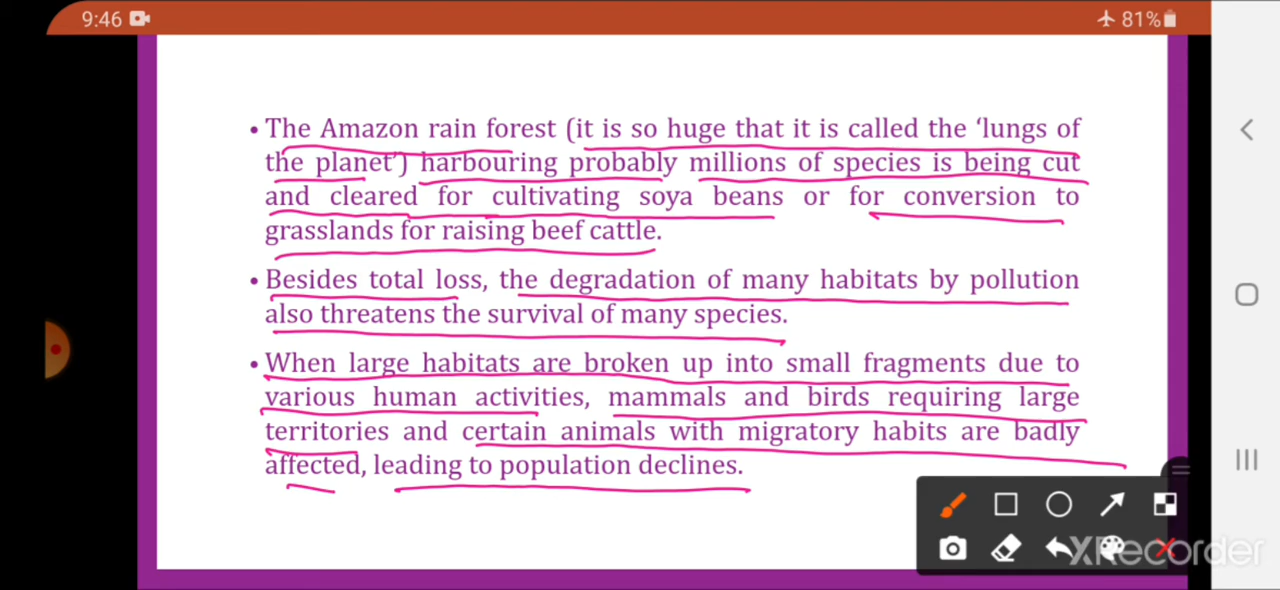 9:46 81%
• The Amazon rain forest (it is so huge that it is called the ‘lungs of
the planet’) harbouring probably millions of species is being cut
and cleared for cultivating soya beans or for conversion to
grasslands for raising beef cattle.
• Besides total loss, the degradation of many habitats by pollution
also threatens the survival of many species.
• When large habitats are broken up into small fragments due to
various human activities, mammals and birds requiring large
territories and certain animals with migratory habits are badly
affected, leading to population declines.
XRecorder